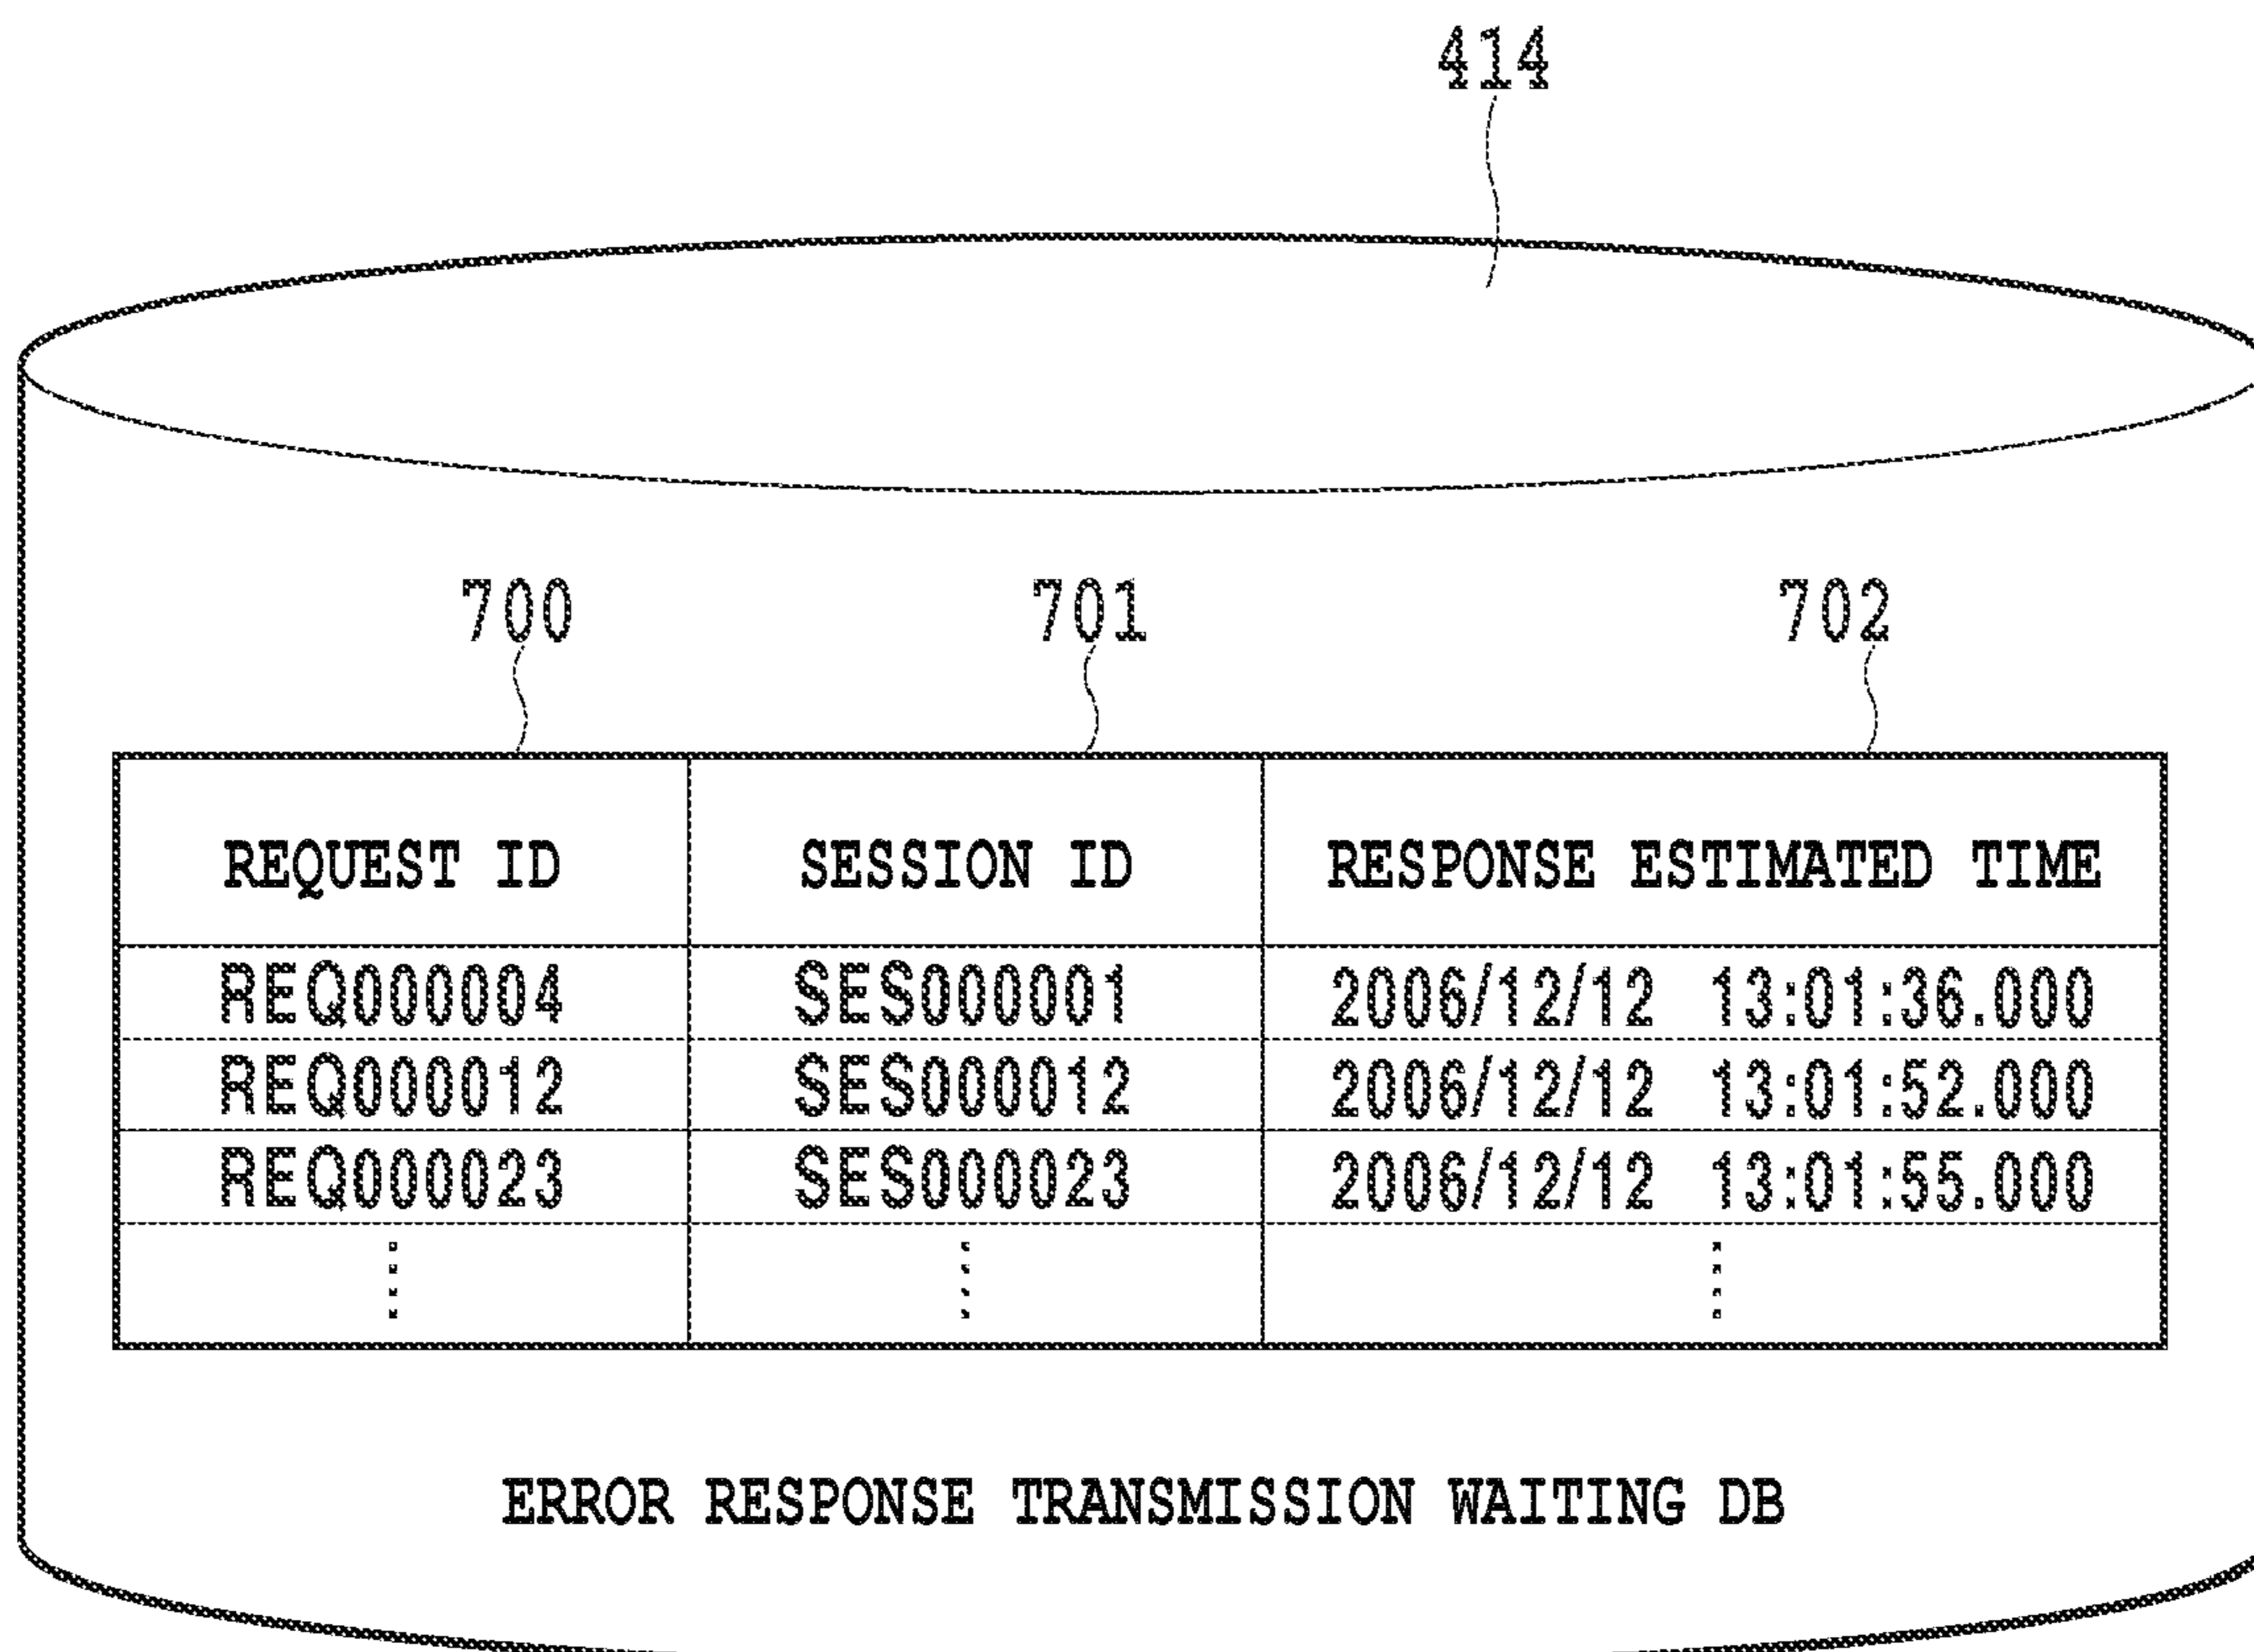 414
700 701 702
REQUEST ID SESSION ID RESPONSE ESTIMATED TIME
REQ000004 SES000001 2006/12/12 13:01:36.000
REQ000012 SES000012 2006/12/12 13:01:52.000
REQ000023 SES000023 2006/12/12 13:01:55.000
ERROR RESPONSE TRANSMISSION WAITING DB